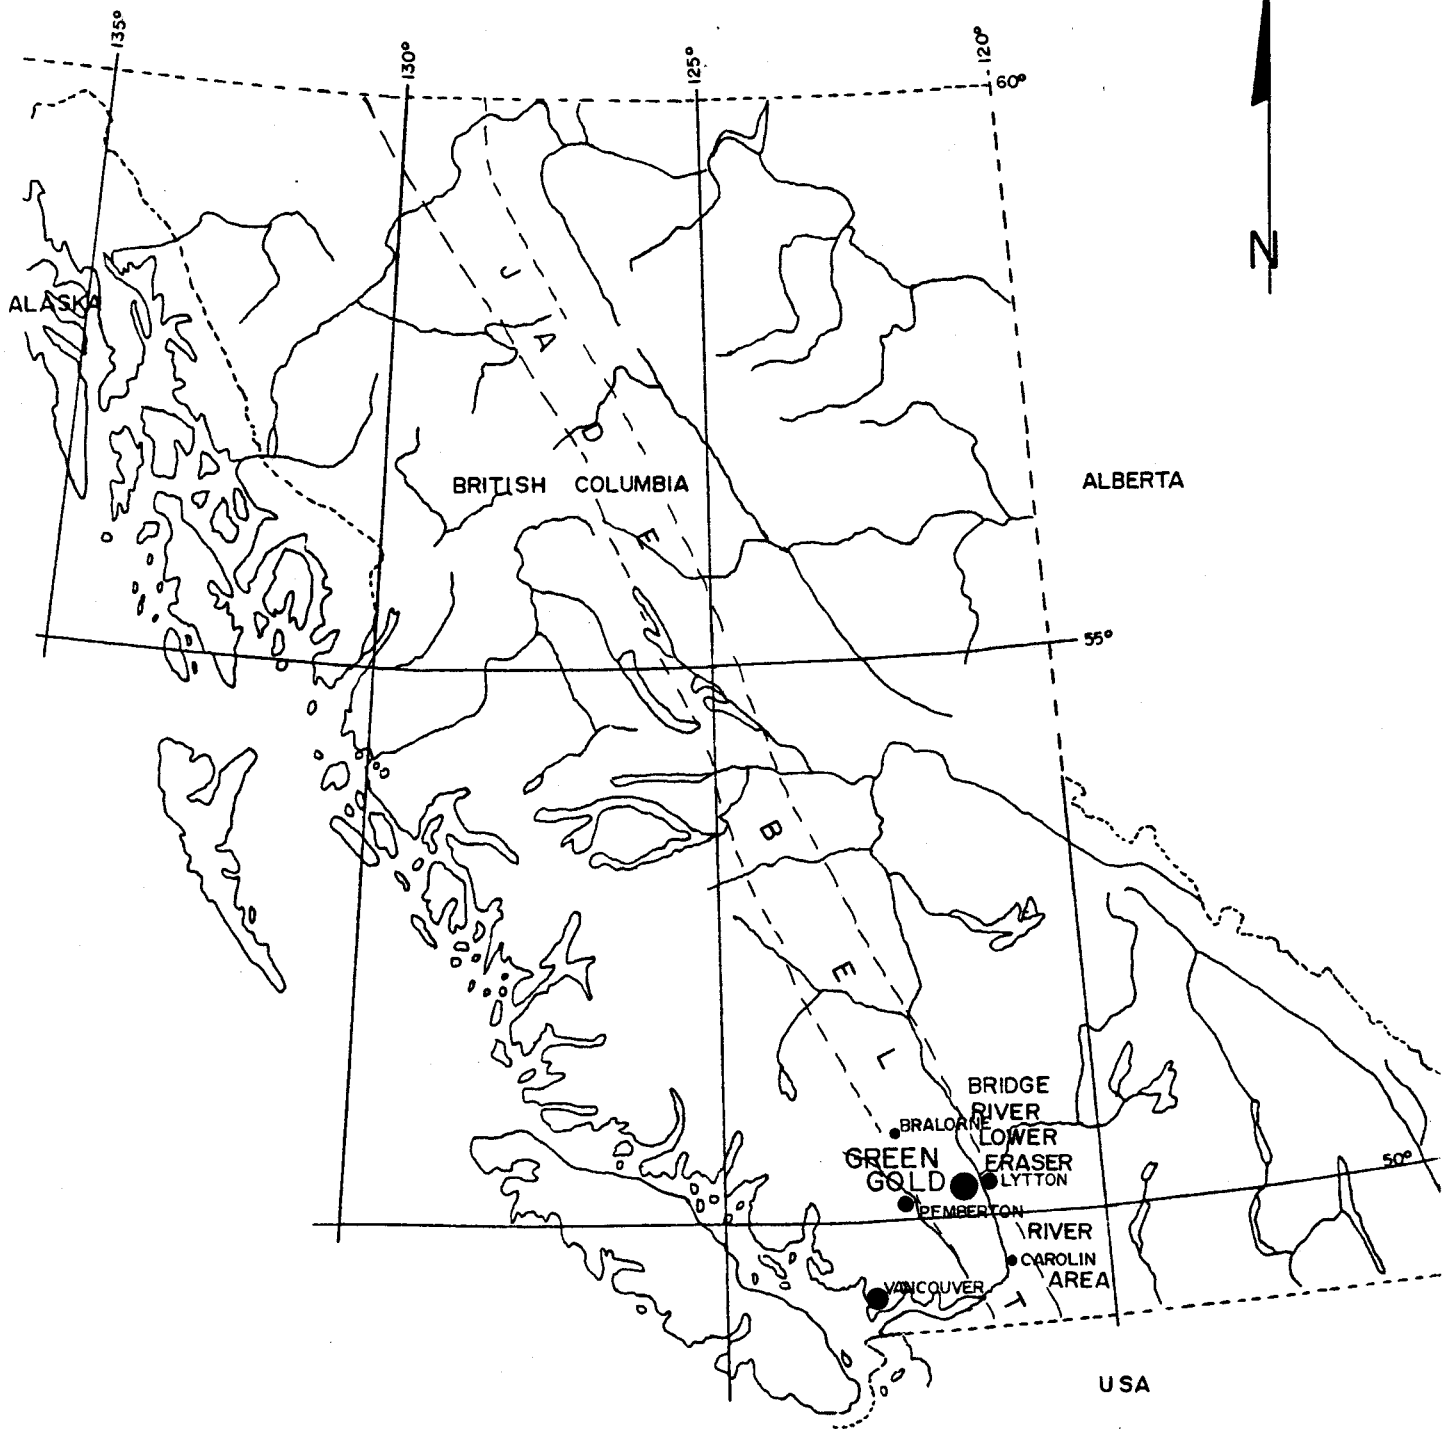 135°
130°
125°
120°
60°
N
ALASKA
J
A
D
E
BRITISH COLUMBIA
ALBERTA
55°
B
E
L
T
BRIDGE
RIVER
LOWER
FRASER
RIVER
AREA
BRALORNE
GREEN
GOLD
LYTTON
PEMBERTON
50°
CAROLIN
VANCOUVER
USA